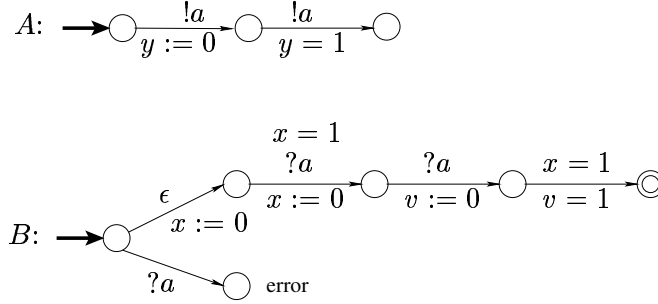 A: !a !a
y := 0 y = 1
x = 1
?a ?a x = 1
ϵ x := 0 v := 0 v = 1
x := 0
B:
?a error